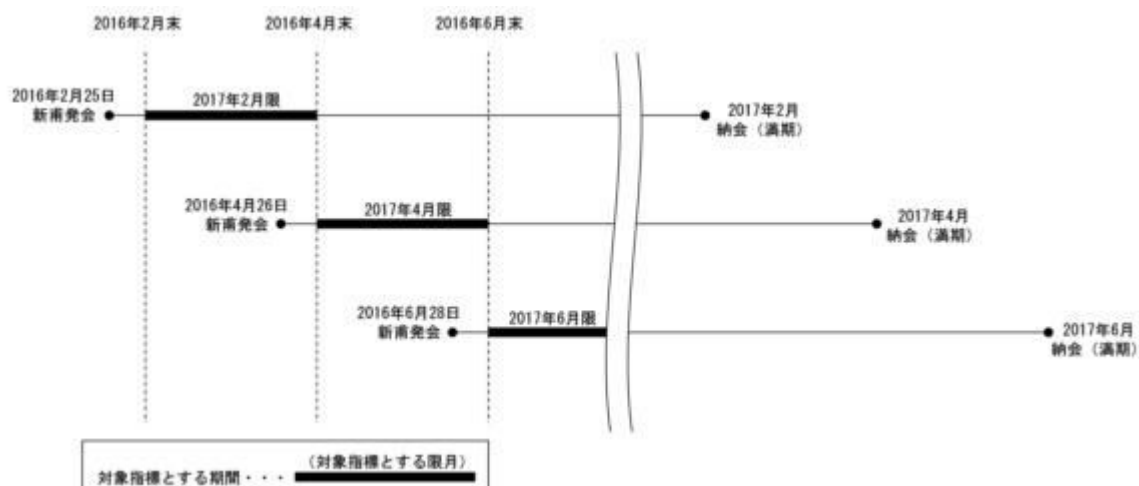 2016年2月末
2016年4月末
2016年6月末
2016年2月25日
新甫発会
2017年2月限
2017年2月
納会（満期）
2016年4月26日
新甫発会
2017年4月限
2017年4月
納会（満期）
2016年6月28日
新甫発会
2017年6月限
2017年6月
納会（満期）
（対象指標とする限月）
対象指標とする期間・・・